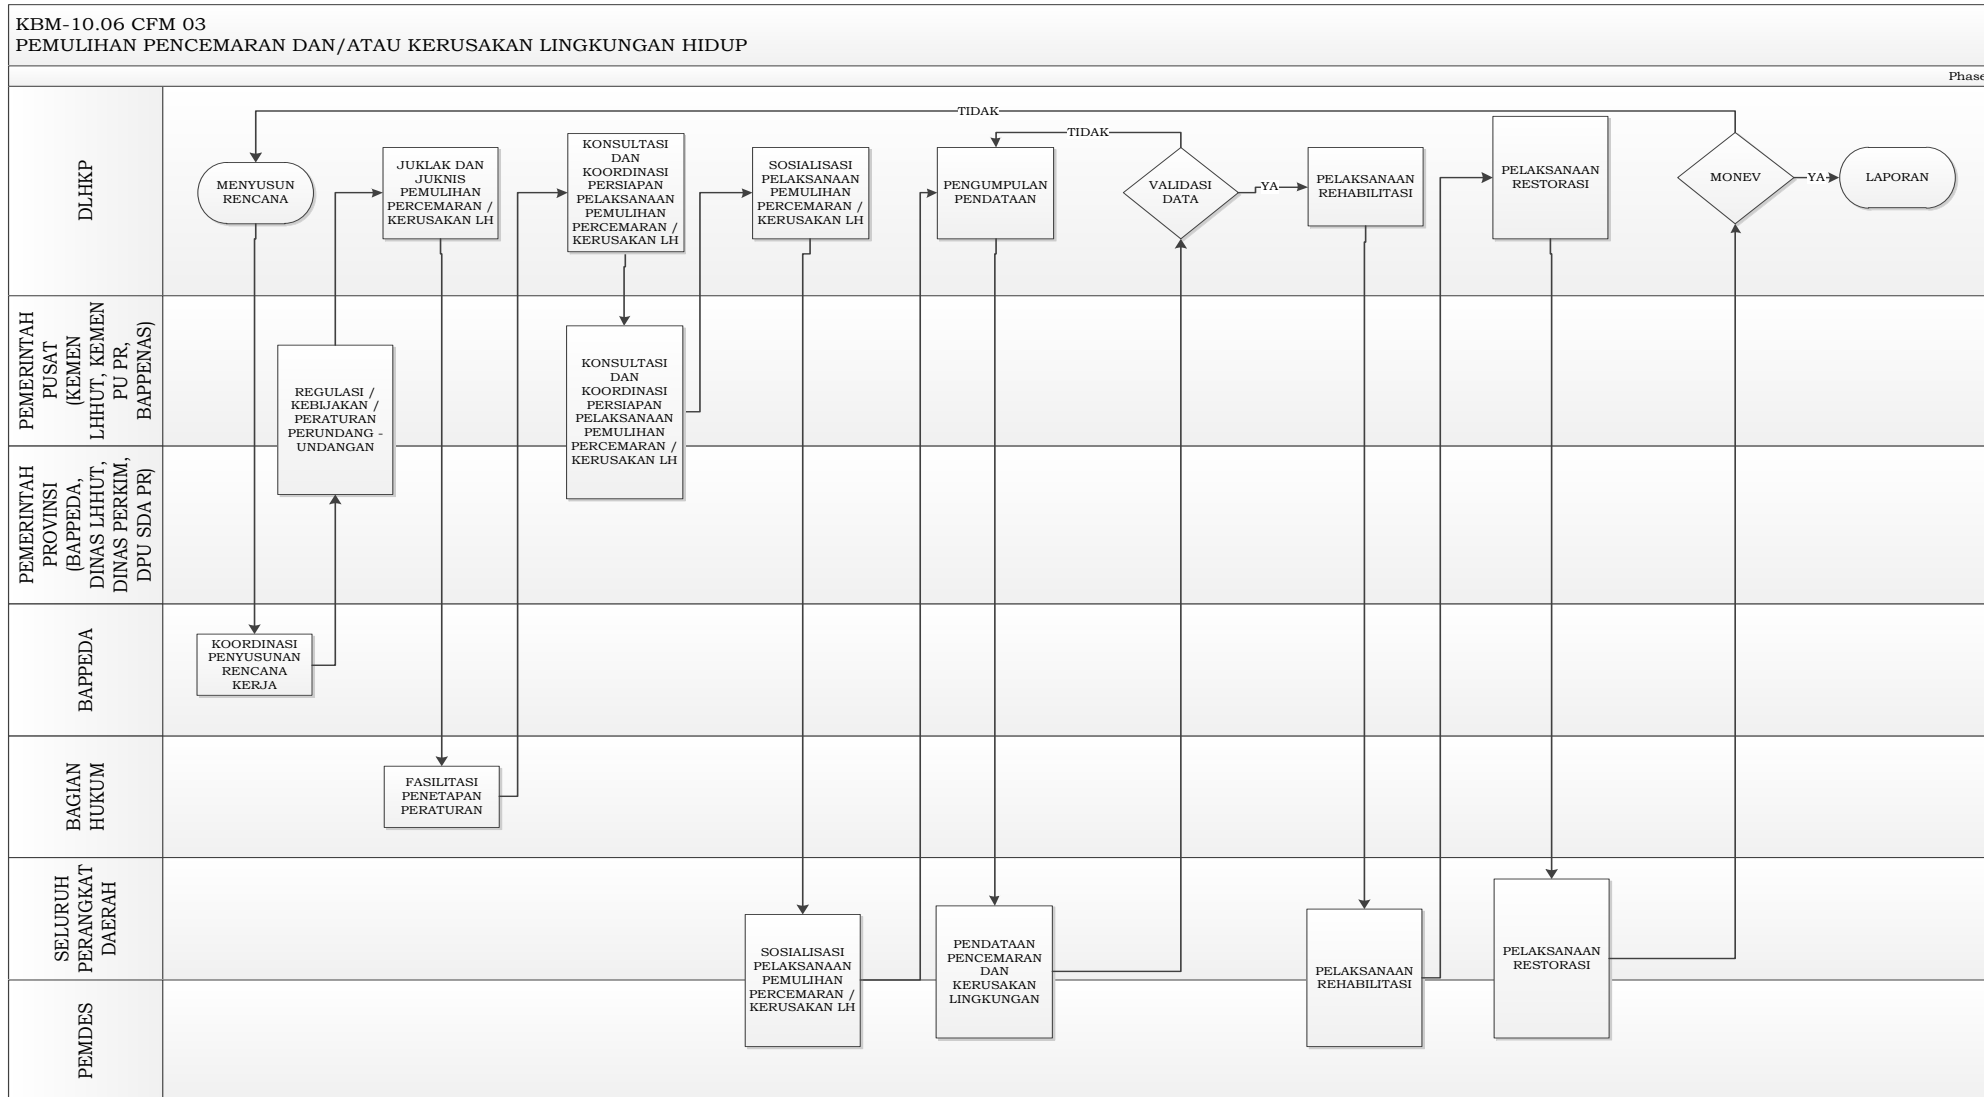 KBM-10.06 CFM 03
PEMULIHAN PENCEMARAN DAN/ATAU KERUSAKAN LINGKUNGAN HIDUP
Phase
DLHKP
TIDAK
MENYUSUN
RENCANA
JUKLAK DAN
JUKNIS
PEMULIHAN
PERCEMARAN /
KERUSAKAN LH
KONSULTASI
DAN
KOORDINASI
PERSIAPAN
PELAKSANAAN
PEMULIHAN
PERCEMARAN /
KERUSAKAN LH
SOSIALISASI
PELAKSANAAN
PEMULIHAN
PERCEMARAN /
KERUSAKAN LH
TIDAK
PENGUMPULAN
PENDATAAN
VALIDASI
DATA
YA
PELAKSANAAN
REHABILITASI
PELAKSANAAN
RESTORASI
MONEV
YA
LAPORAN
PEMERINTAH
PUSAT
(KEMEN
LHHUT, KEMEN
PU PR,
BAPPENAS)
REGULASI /
KEBIJAKAN /
PERATURAN
PERUNDANG -
UNDANGAN
KONSULTASI
DAN
KOORDINASI
PERSIAPAN
PELAKSANAAN
PEMULIHAN
PERCEMARAN /
KERUSAKAN LH
PEMERINTAH
PROVINSI
(BAPPEDA,
DINAS LHHUT,
DINAS PERKIM,
DPU SDA PR)
BAPPEDA
KOORDINASI
PENYUSUNAN
RENCANA
KERJA
BAGIAN
HUKUM
FASILITASI
PENETAPAN
PERATURAN
SELURUH
PERANGKAT
DAERAH
SOSIALISASI
PELAKSANAAN
PEMULIHAN
PERCEMARAN /
KERUSAKAN LH
PENDATAAN
PENCEMARAN
DAN
KERUSAKAN
LINGKUNGAN
PELAKSANAAN
REHABILITASI
PELAKSANAAN
RESTORASI
PEMDES